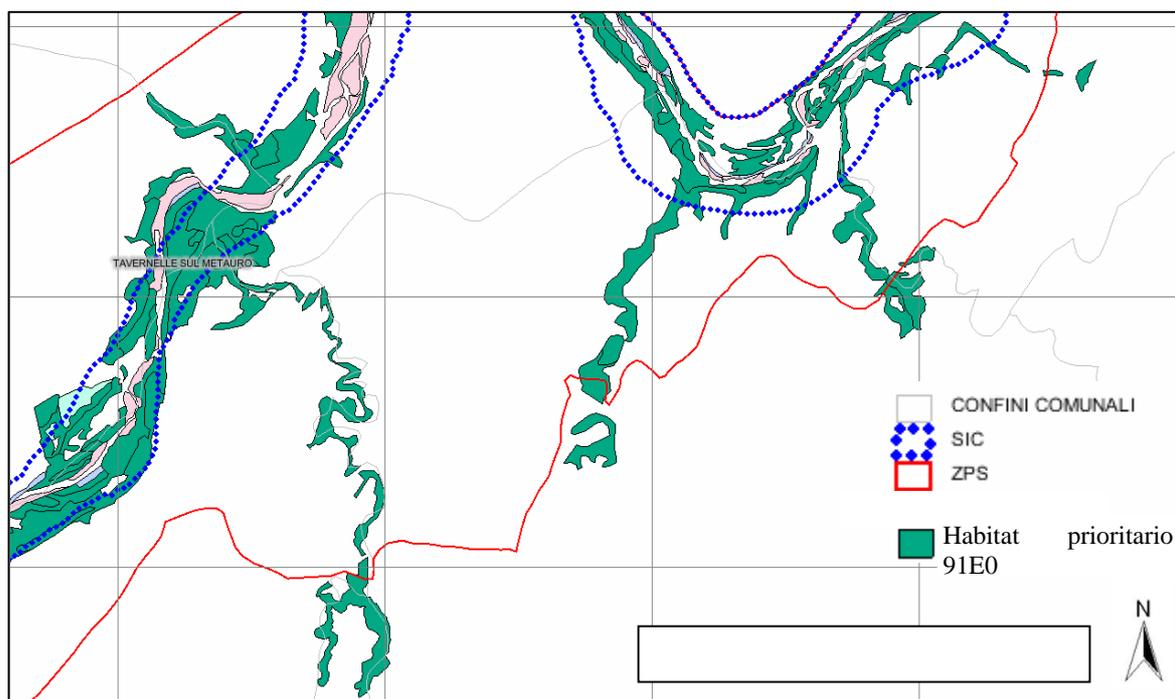 TAVERNELLE SUL METAURO
CONFINI COMUNALI
SIC
ZPS
Habitat prioritario
91E0
N